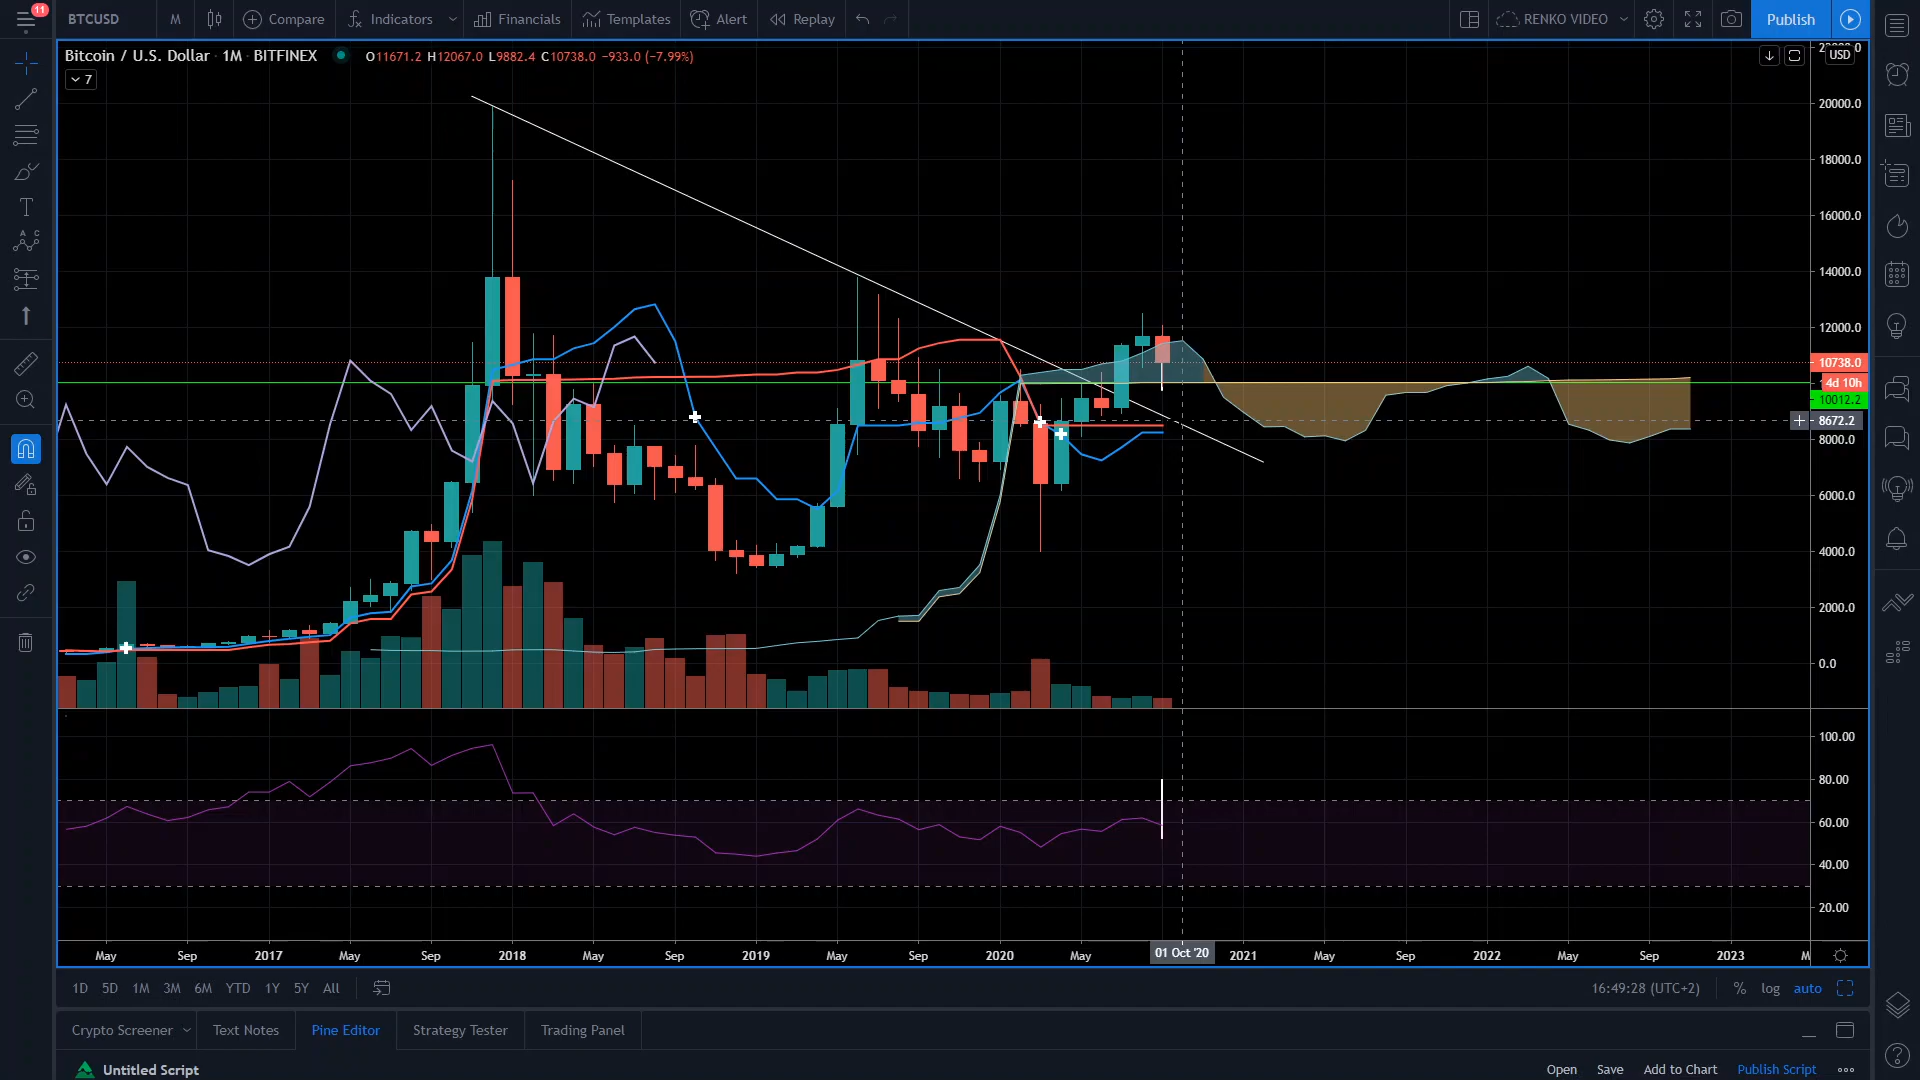 11
BTCUSD M Compare Indicators Financials Templates Alert Replay RENKO VIDEO Publish
Bitcoin / U.S. Dollar · 1M · BITFINEX O11671.2 H12067.0 L9882.4 C10738.0 −933.0 (−7.99%)
7
USD
20000.0
18000.0
16000.0
14000.0
12000.0
10738.0
4d 10h
10012.2
8672.2
8000.0
6000.0
4000.0
2000.0
0.0
100.00
80.00
60.00
40.00
20.00
May Sep 2017 May Sep 2018 May Sep 2019 May Sep 2020 May 01 Oct '20 2021 May Sep 2022 May Sep 2023 M
1D 5D 1M 3M 6M YTD 1Y 5Y All 16:49:28 (UTC+2) % log auto
Crypto Screener Text Notes Pine Editor Strategy Tester Trading Panel
Untitled Script Open Save Add to Chart Publish Script